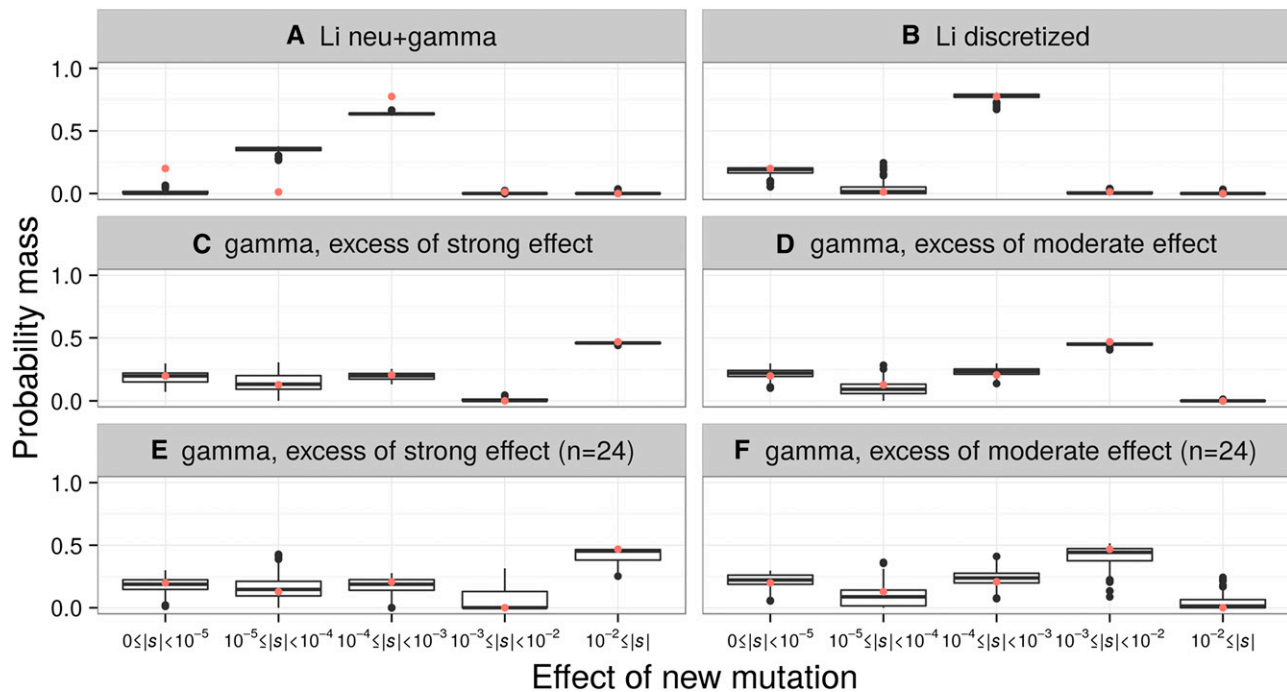 A Li neu+gamma
B Li discretized
1.0
0.5
0.0
C gamma, excess of strong effect
D gamma, excess of moderate effect
1.0
0.5
0.0
E gamma, excess of strong effect (n=24)
F gamma, excess of moderate effect (n=24)
1.0
0.5
0.0
Probability mass
0≤|s|<10⁻⁵ 10⁻⁵≤|s|<10⁻⁴ 10⁻⁴≤|s|<10⁻³ 10⁻³≤|s|<10⁻² 10⁻²≤|s|
0≤|s|<10⁻⁵ 10⁻⁵≤|s|<10⁻⁴ 10⁻⁴≤|s|<10⁻³ 10⁻³≤|s|<10⁻² 10⁻²≤|s|
Effect of new mutation